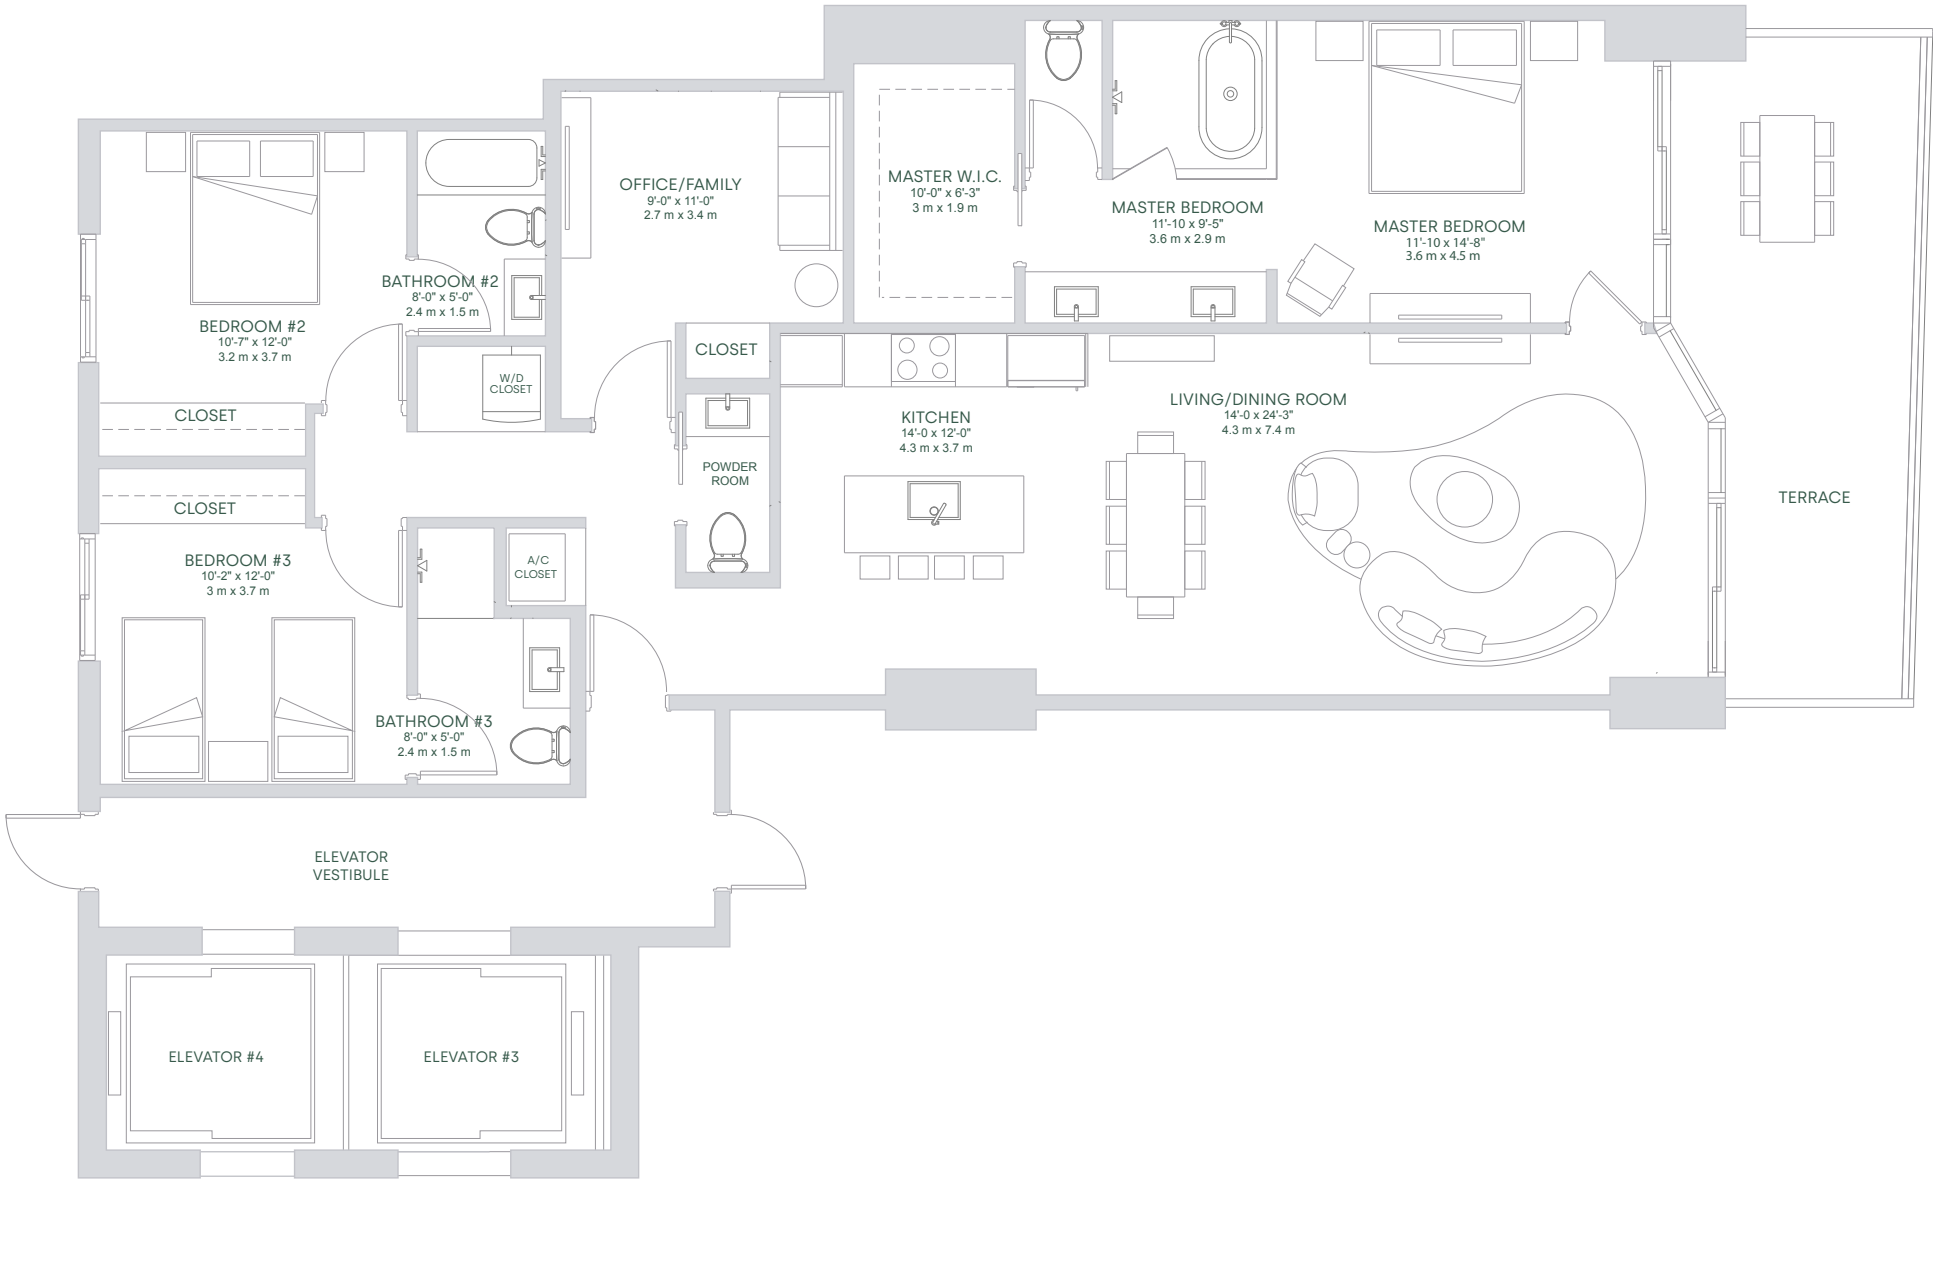 MASTER W.I.C.
10'-0" x 6'-3"
3 m x 1.9 m
OFFICE/FAMILY
9'-0" x 11'-0"
2.7 m x 3.4 m
MASTER BEDROOM
11'-10 x 9'-5"
3.6 m x 2.9 m
MASTER BEDROOM
11'-10 x 14'-8"
3.6 m x 4.5 m
BATHROOM #2
8'-0" x 5'-0"
2.4 m x 1.5 m
BEDROOM #2
10'-7" x 12'-0"
3.2 m x 3.7 m
CLOSET
W/D
CLOSET
CLOSET
KITCHEN
14'-0 x 12'-0"
4.3 m x 3.7 m
LIVING/DINING ROOM
14'-0 x 24'-3"
4.3 m x 7.4 m
POWDER
ROOM
TERRACE
CLOSET
BEDROOM #3
10'-2" x 12'-0"
3 m x 3.7 m
A/C
CLOSET
BATHROOM #3
8'-0" x 5'-0"
2.4 m x 1.5 m
ELEVATOR
VESTIBULE
ELEVATOR #4
ELEVATOR #3